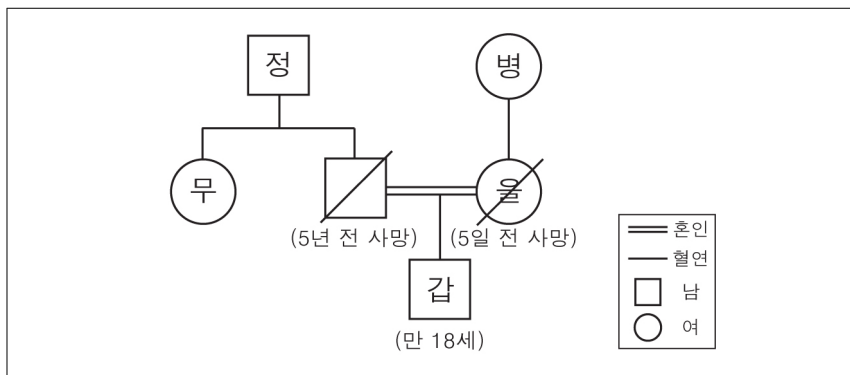 정
병
무
을
(5년 전 사망)
(5일 전 사망)
갑
(만 18세)
혼인
혈연
남
여